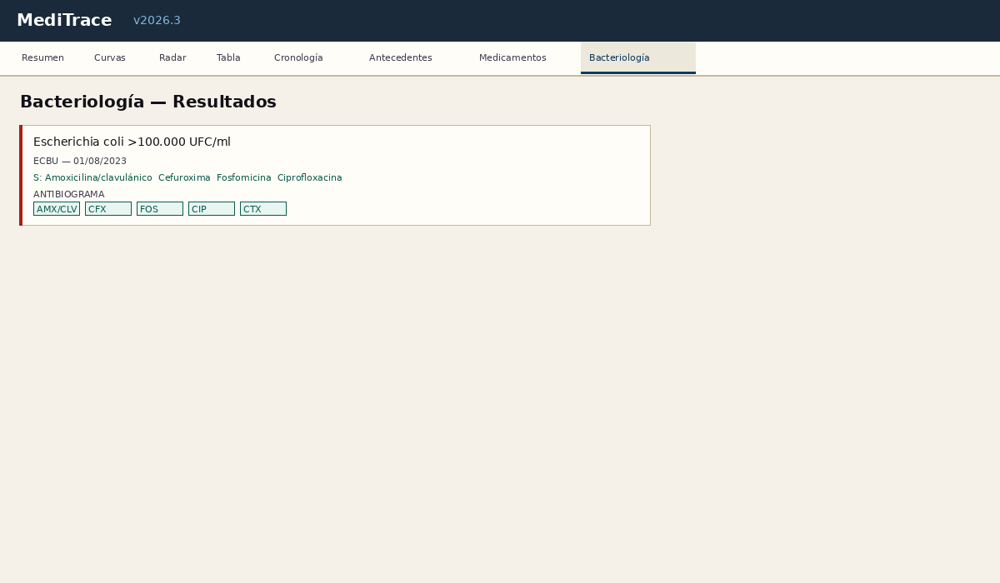 MediTrace v2026.3
Resumen Curvas Radar Tabla Cronología Antecedentes Medicamentos Bacteriología
Bacteriología — Resultados
Escherichia coli >100.000 UFC/ml
ECBU — 01/08/2023
S: Amoxicilina/clavulánico Cefuroxima Fosfomicina Ciprofloxacina
ANTIBIOGRAMA
AMX/CLV CFX FOS CIP CTX